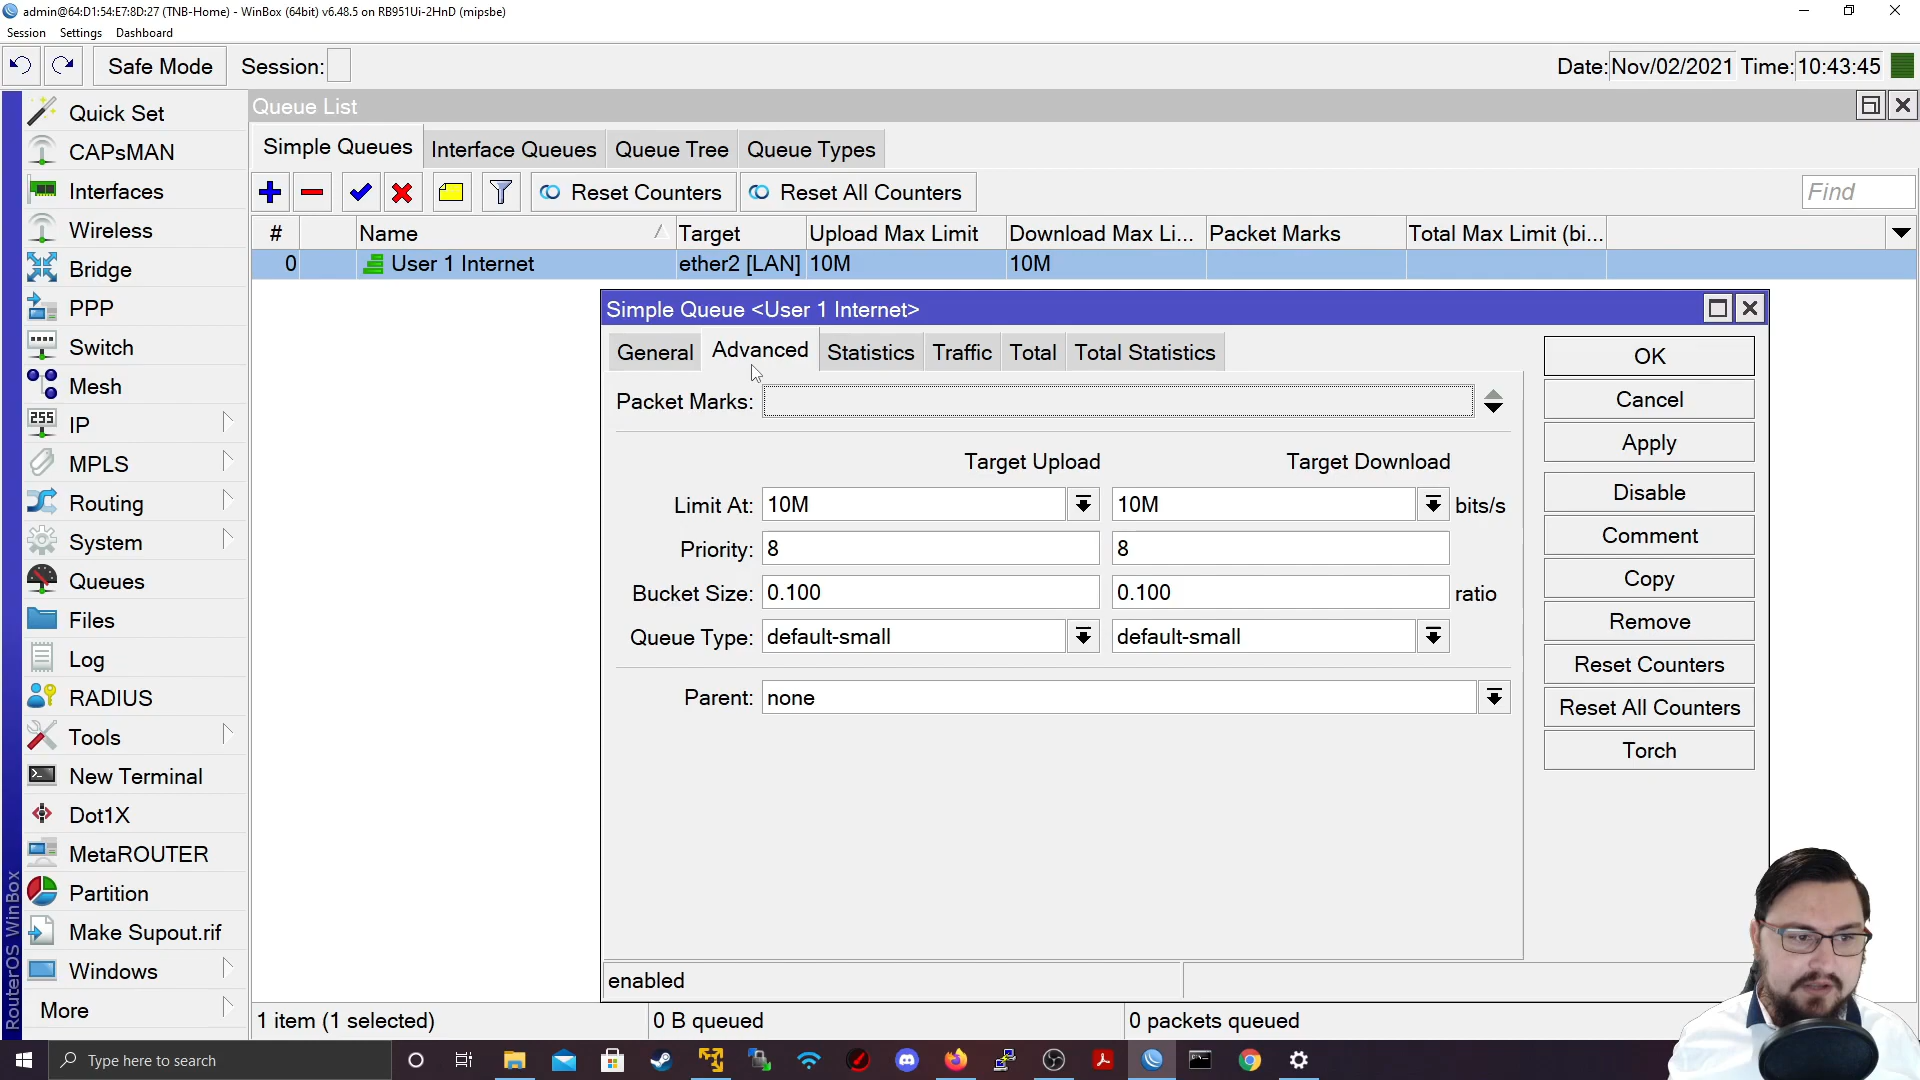 admin@64:D1:54:E7:8D:27 (TNB-Home) - WinBox (64bit) v6.48.5 on RB951Ui-2HnD (mipsbe)
Session Settings Dashboard
Safe Mode Session: Date: Nov/02/2021 Time: 10:43:45
Quick Set
CAPsMAN
Interfaces
Wireless
Bridge
PPP
Switch
Mesh
255 IP
MPLS
Routing
System
Queues
Files
Log
RADIUS
Tools
New Terminal
Dot1X
MetaROUTER
Partition
Make Supout.rif
Windows
More
RouterOS WinBox
Queue List
Simple Queues Interface Queues Queue Tree Queue Types
Reset Counters Reset All Counters Find
# Name Target Upload Max Limit Download Max Li... Packet Marks Total Max Limit (bi...
0 User 1 Internet ether2 [LAN] 10M 10M
Simple Queue <User 1 Internet>
General Advanced Statistics Traffic Total Total Statistics
Packet Marks:
Target Upload Target Download
Limit At: 10M 10M bits/s
Priority: 8 8
Bucket Size: 0.100 0.100 ratio
Queue Type: default-small default-small
Parent: none
OK
Cancel
Apply
Disable
Comment
Copy
Remove
Reset Counters
Reset All Counters
Torch
enabled
1 item (1 selected) 0 B queued 0 packets queued
Type here to search